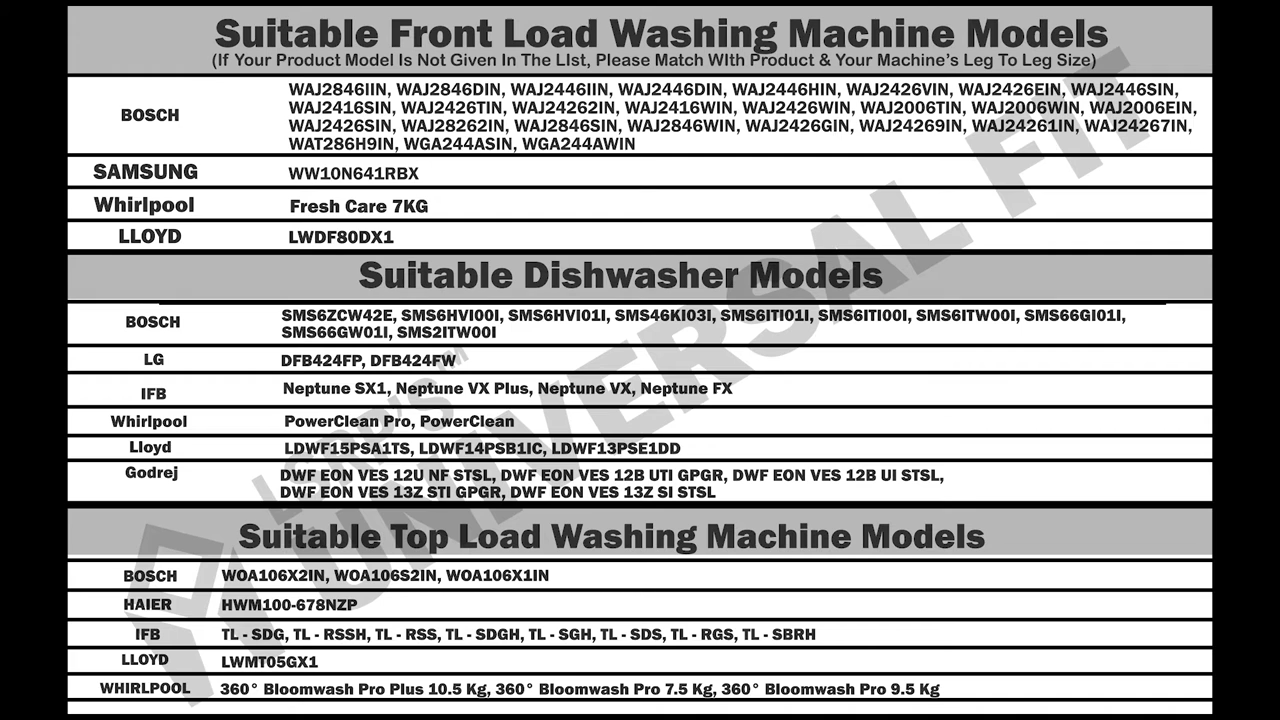 Suitable Front Load Washing Machine Models
(If Your Product Model Is Not Given In The LIst, Please Match WIth Product & Your Machine's Leg To Leg Size)
BOSCH
WAJ2846IIN, WAJ2846DIN, WAJ2446IIN, WAJ2446DIN, WAJ2446HIN, WAJ2426VIN, WAJ2426EIN, WAJ2446SIN,
WAJ2416SIN, WAJ2426TIN, WAJ24262IN, WAJ2416WIN, WAJ2426WIN, WAJ2006TIN, WAJ2006WIN, WAJ2006EIN,
WAJ2426SIN, WAJ28262IN, WAJ2846SIN, WAJ2846WIN, WAJ2426GIN, WAJ24269IN, WAJ24261IN, WAJ24267IN,
WAT286H9IN, WGA244ASIN, WGA244AWIN
SAMSUNG WW10N641RBX
Whirlpool Fresh Care 7KG
LLOYD LWDF80DX1
Suitable Dishwasher Models
BOSCH
SMS6ZCW42E, SMS6HVI00I, SMS6HVI01I, SMS46KI03I, SMS6ITI01I, SMS6ITI00I, SMS6ITW00I, SMS66GI01I,
SMS66GW01I, SMS2ITW00I
LG DFB424FP, DFB424FW
IFB Neptune SX1, Neptune VX Plus, Neptune VX, Neptune FX
Whirlpool PowerClean Pro, PowerClean
Lloyd LDWF15PSA1TS, LDWF14PSB1IC, LDWF13PSE1DD
Godrej DWF EON VES 12U NF STSL, DWF EON VES 12B UTI GPGR, DWF EON VES 12B UI STSL,
DWF EON VES 13Z STI GPGR, DWF EON VES 13Z SI STSL
Suitable Top Load Washing Machine Models
BOSCH WOA106X2IN, WOA106S2IN, WOA106X1IN
HAIER HWM100-678NZP
IFB TL - SDG, TL - RSSH, TL - RSS, TL - SDGH, TL - SGH, TL - SDS, TL - RGS, TL - SBRH
LLOYD LWMT05GX1
WHIRLPOOL 360° Bloomwash Pro Plus 10.5 Kg, 360° Bloomwash Pro 7.5 Kg, 360° Bloomwash Pro 9.5 Kg
UNIVERSAL FIT